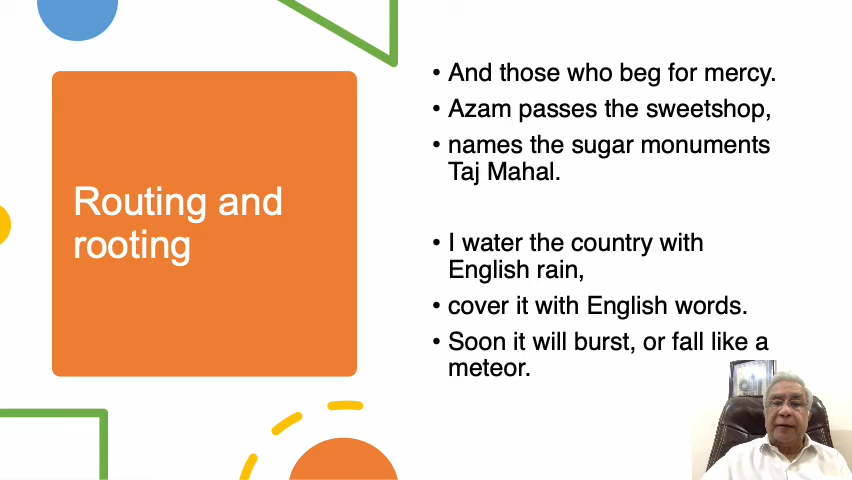 Routing and
rooting
• And those who beg for mercy.
• Azam passes the sweetshop,
• names the sugar monuments
Taj Mahal.
• I water the country with
English rain,
• cover it with English words.
• Soon it will burst, or fall like a
meteor.